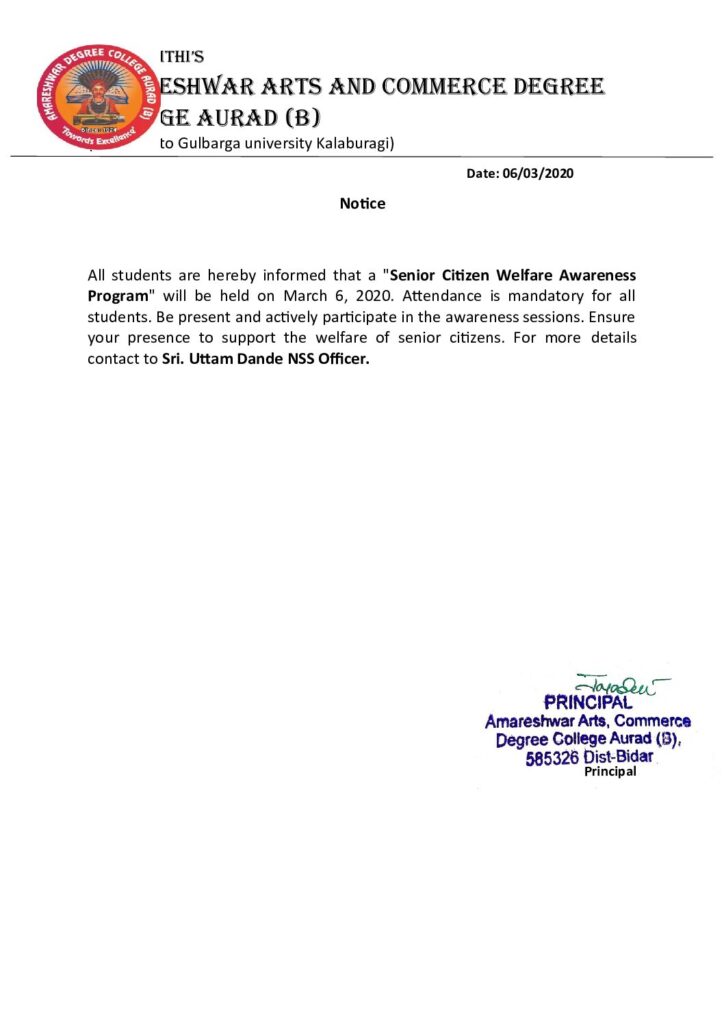 AMARESHWAR DEGREE COLLEGE AURAD (B)
"Towards Excellence"
ITHI'S
ESHWAR ARTS AND COMMERCE DEGREE
GE AURAD (B)
to Gulbarga university Kalaburagi)
Date: 06/03/2020
Notice
All students are hereby informed that a "Senior Citizen Welfare Awareness
Program" will be held on March 6, 2020. Attendance is mandatory for all
students. Be present and actively participate in the awareness sessions. Ensure
your presence to support the welfare of senior citizens. For more details
contact to Sri. Uttam Dande NSS Officer.
PRINCIPAL
Amareshwar Arts, Commerce
Degree College Aurad (B),
585326 Dist-Bidar
Principal